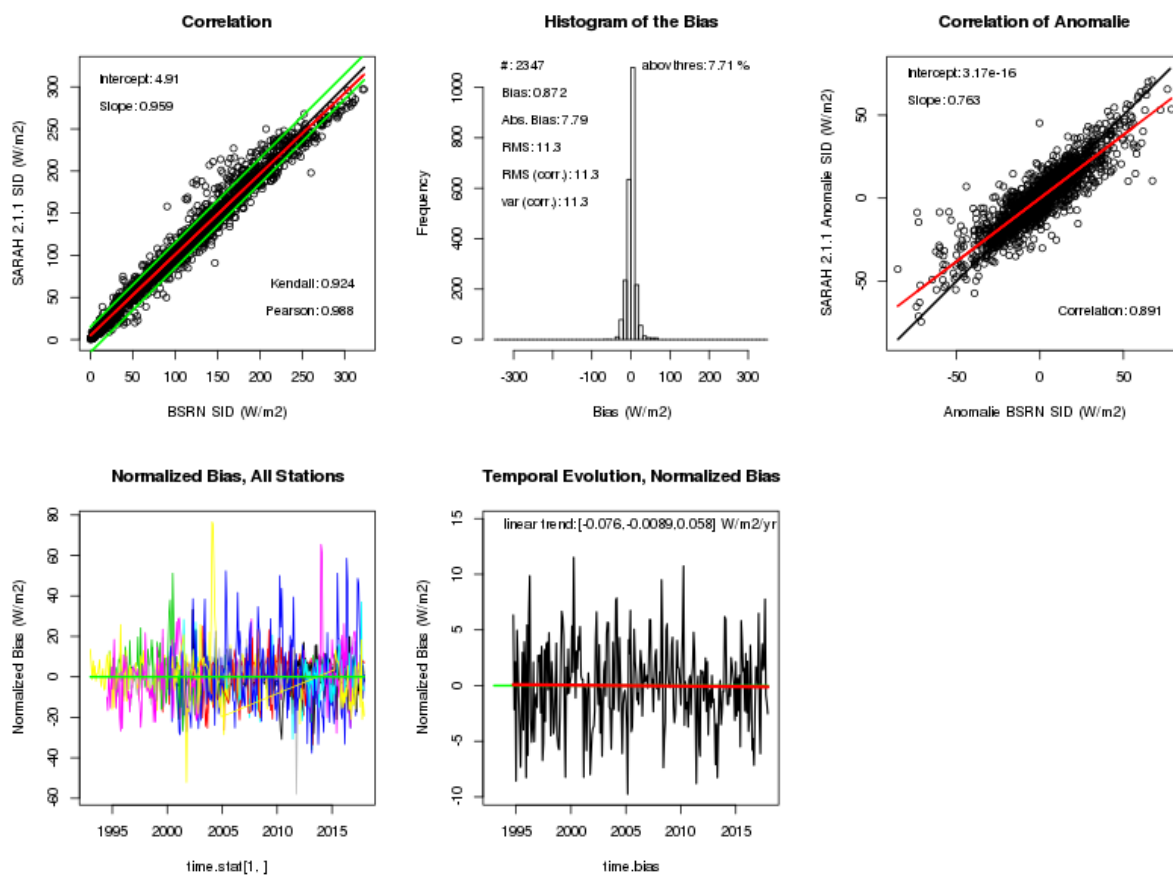 Correlation
Intercept: 4.91
Slope: 0.959
Kendall: 0.924
Pearson: 0.988
SARAH 2.1.1 SID (W/m2)
0 50 100 150 200 250 300
0 50 100 150 200 250 300
BSRN SID (W/m2)
Histogram of the Bias
#: 2347
above thres: 7.71 %
Bias: 0.872
Abs. Bias: 7.79
RMS: 11.3
RMS (corr.): 11.3
var (corr.): 11.3
Frequency
0 200 400 600 800 1000
-300 -100 0 100 300
Bias (W/m2)
Correlation of Anomalie
Intercept: 3.17e-16
Slope: 0.763
Correlation: 0.891
SARAH 2.1.1 Anomalie SID (W/m2)
-50 0 50
-50 0 50
Anomalie BSRN SID (W/m2)
Normalized Bias, All Stations
Normalized Bias (W/m2)
-60 -40 -20 0 20 40 60 80
1995 2000 2005 2010 2015
time.stat[1, ]
Temporal Evolution, Normalized Bias
linear trend: [-0.076,-0.0089,0.058] W/m2/yr
Normalized Bias (W/m2)
-10 -5 0 5 10 15
1995 2000 2005 2010 2015
time.bias